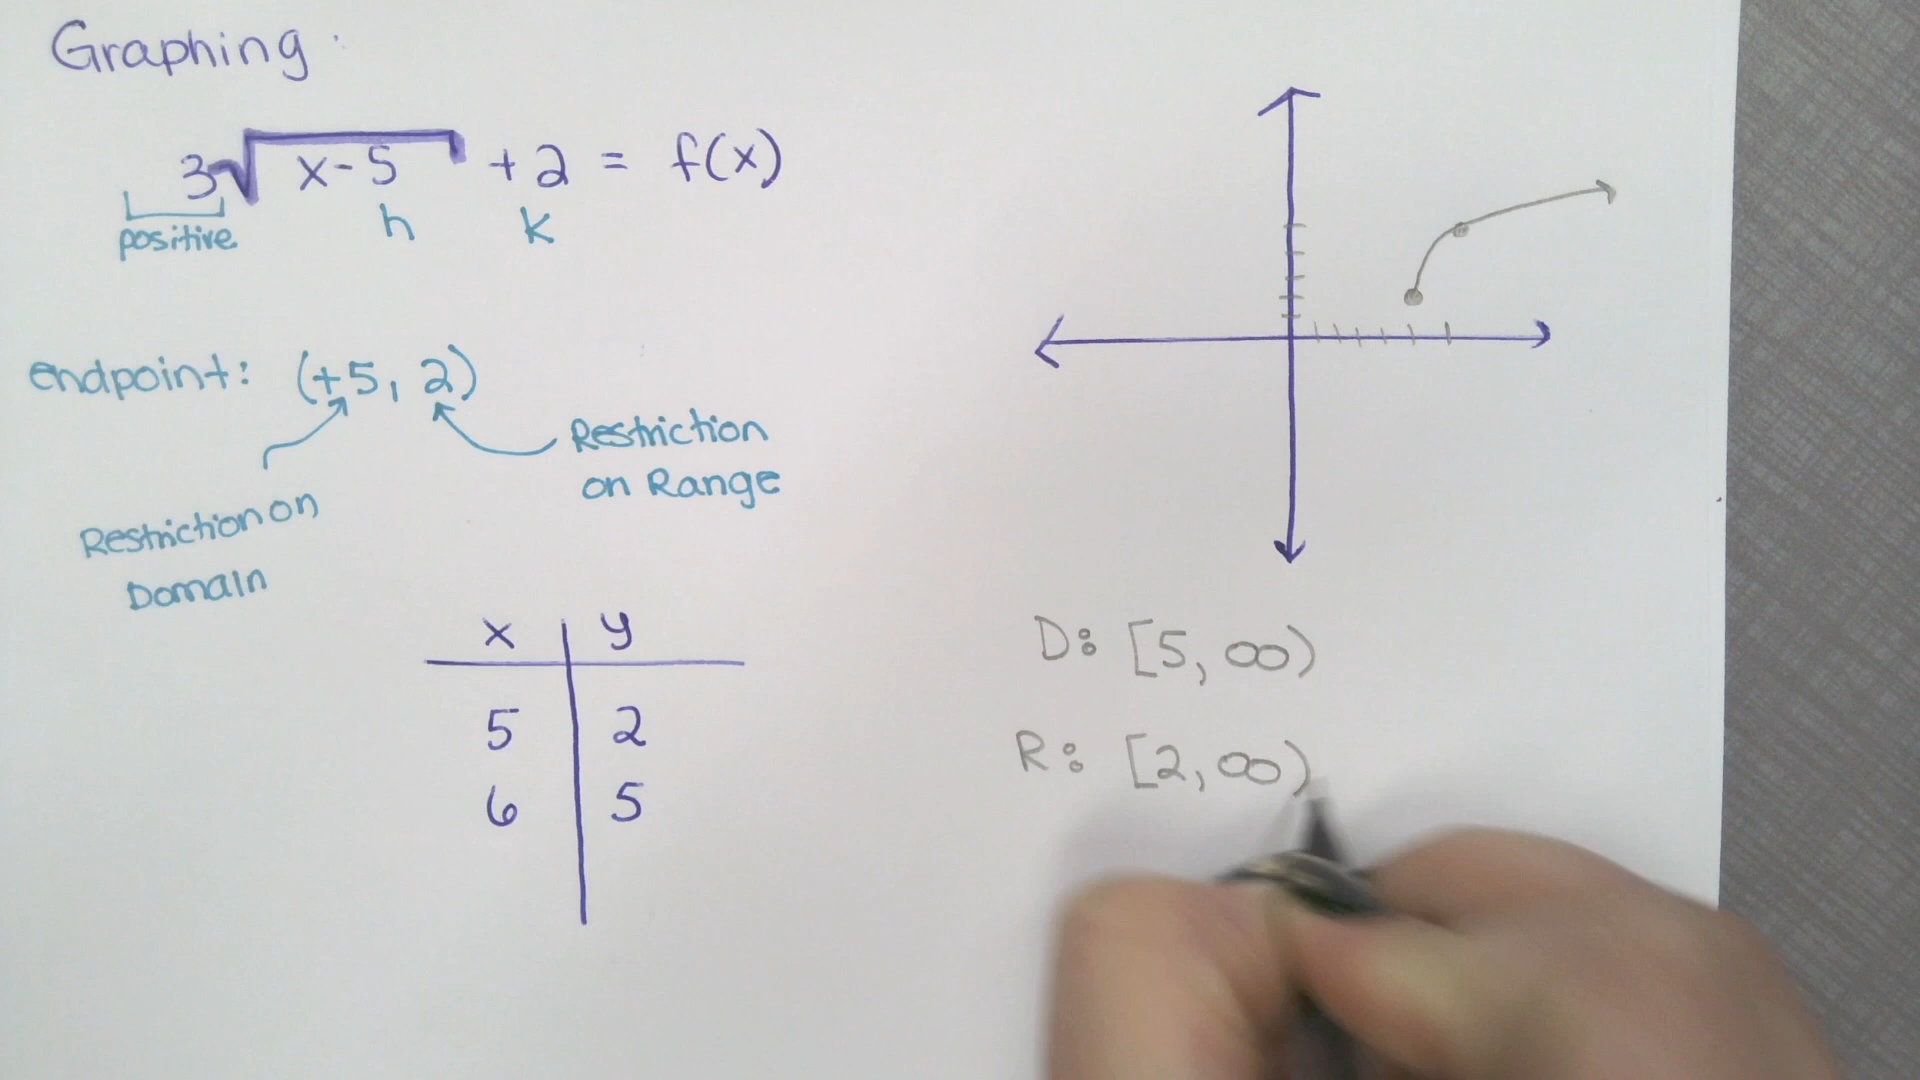 Graphing:
3√(x-5) + 2 = f(x)
positive h k
endpoint: (+5, 2)
Restriction
on Range
Restriction on
Domain
x y
5 2
6 5
D: [5, ∞)
R: [2, ∞)